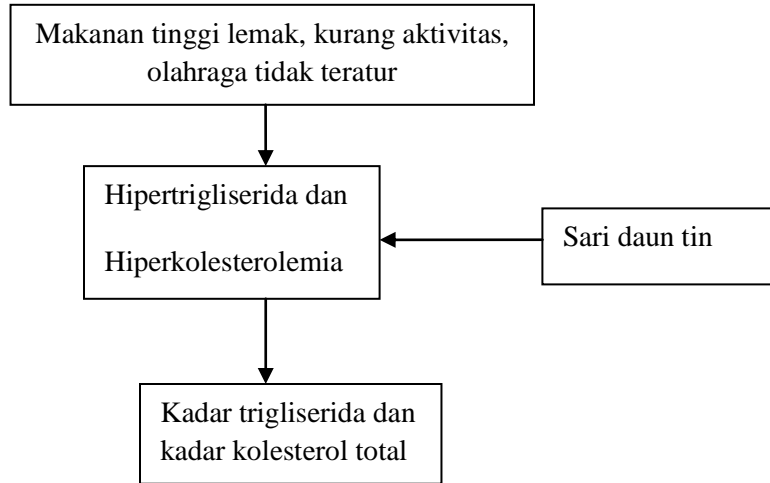 Makanan tinggi lemak, kurang aktivitas,
olahraga tidak teratur
Hipertrigliserida dan
Hiperkolesterolemia
Sari daun tin
Kadar trigliserida dan
kadar kolesterol total